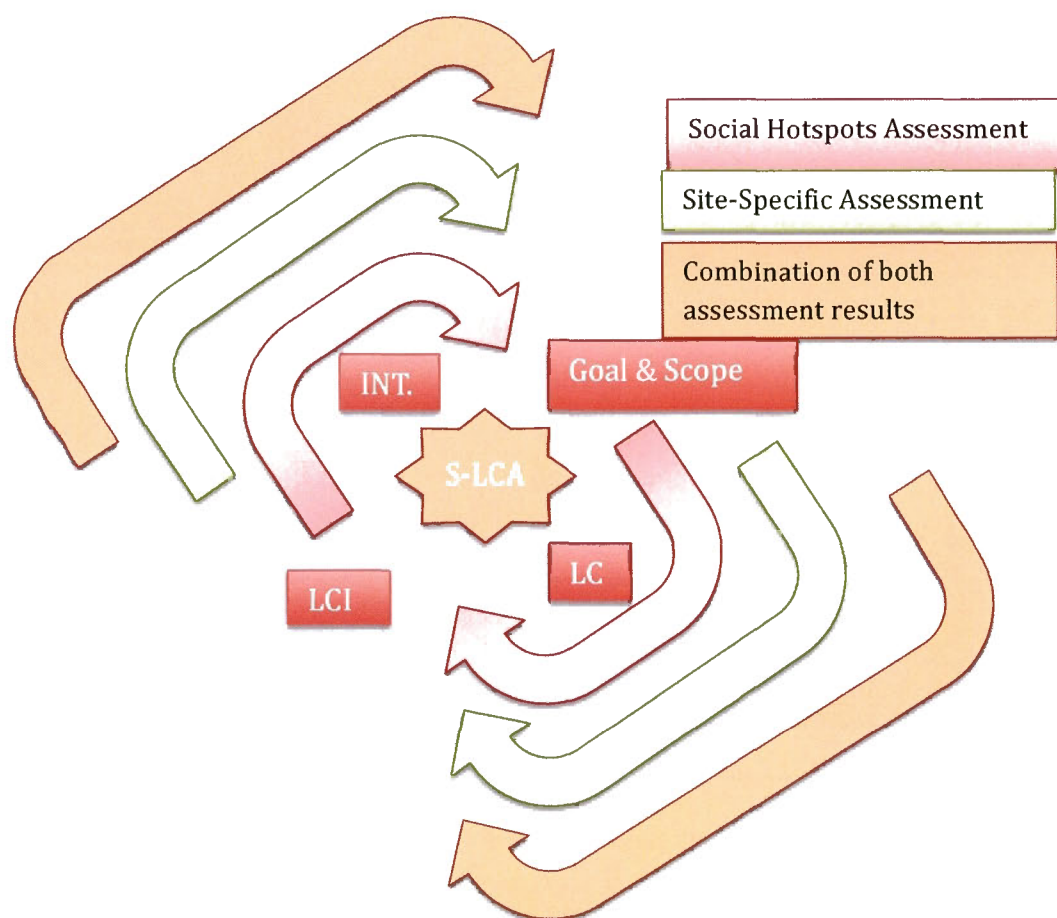 Social Hotspots Assessment
Site-Specific Assessment
Combination of both
assessment results
INT.
Goal & Scope
S-LCA
LC
LCI